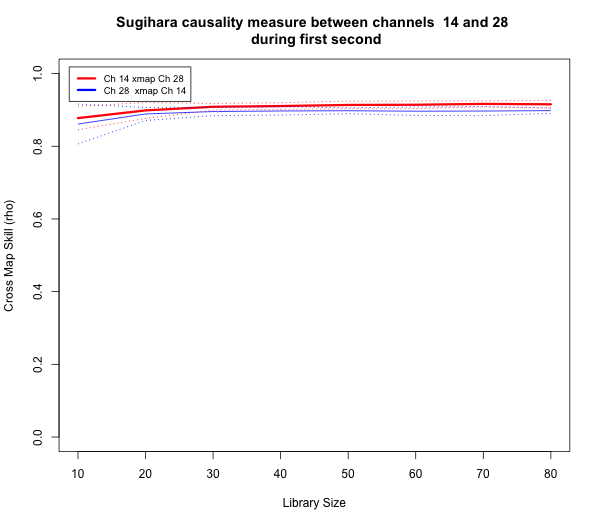 Sugihara causality measure between channels  14 and 28
during first second
Ch 14 xmap Ch 28
Ch 28  xmap Ch 14
Cross Map Skill (rho)
1.0
0.8
0.6
0.4
0.2
0.0
10 20 30 40 50 60 70 80
Library Size